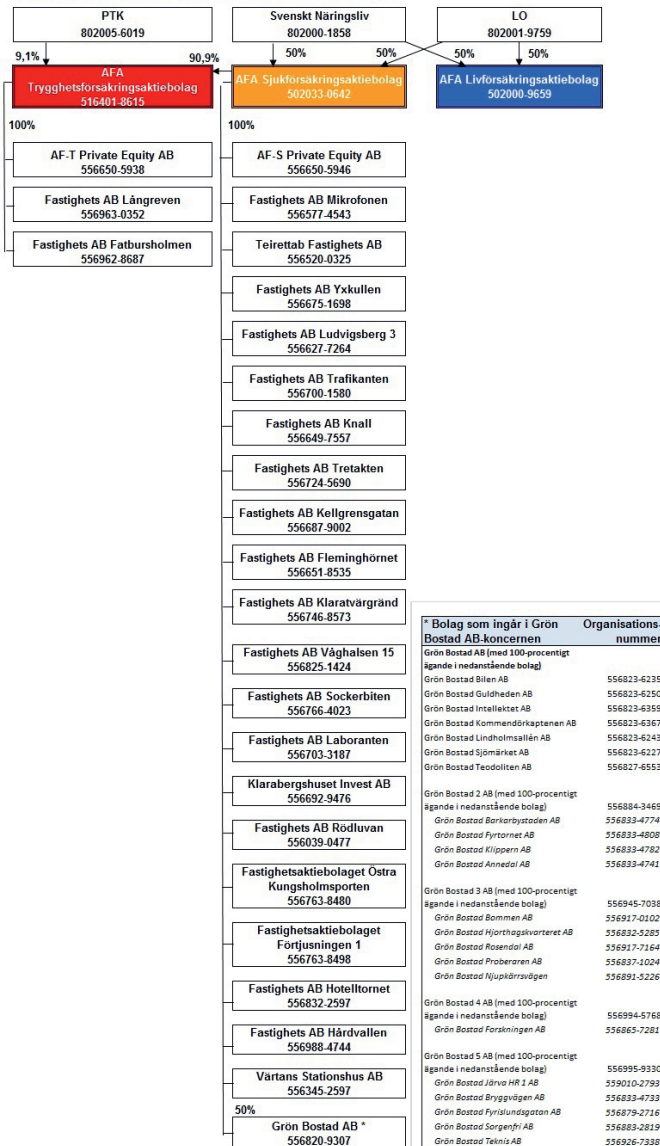 PTK
802005-6019
Svenskt Näringsliv
802000-1858
LO
802001-9759
9,1%
90,9%
50%
50%
50%
50%
AFA
Trygghetsforsakringsaktiebolag
516401-8615
AFA Sjukförsäkringsaktiebolag
502033-0642
AFA Livförsäkringsaktiebolag
502000-9659
100%
AF-T Private Equity AB
556650-5938
Fastighets AB Långreven
556963-0352
Fastighets AB Fatbursholmen
556962-8687
100%
AF-S Private Equity AB
556650-5946
Fastighets AB Mikrofonen
556577-4543
Teirettab Fastighets AB
556520-0325
Fastighets AB Yxkullen
556675-1698
Fastighets AB Ludvigsberg 3
556627-7264
Fastighets AB Trafikanten
556700-1580
Fastighets AB Knall
556649-7557
Fastighets AB Tretakten
556724-5690
Fastighets AB Kellgrensgatan
556687-9002
Fastighets AB Fleminghörnet
556651-8535
Fastighets AB Klaratvärgränd
556746-8573
Fastighets AB Våghalsen 15
556825-1424
Fastighets AB Sockerbiten
556766-4023
Fastighets AB Laboranten
556703-3187
Klarabergshuset Invest AB
556692-9476
Fastighets AB Rödluvan
556039-0477
Fastighetsaktiebolaget Östra
Kungsholmsporten
556763-8480
Fastighetsaktiebolaget
Förtjusningen 1
556763-8498
Fastighets AB Hotelltornet
556832-2597
Fastighets AB Hårdvallen
556988-4744
Värtans Stationshus AB
556345-2597
50%
Grön Bostad AB *
556820-9307
* Bolag som ingår i Grön Organisations-
Bostad AB-koncernen nummer
Grön Bostad AB (med 100-procentigt
ägande i nedanstående bolag)
Grön Bostad Bilen AB 556823-6235
Grön Bostad Guldheden AB 556823-6250
Grön Bostad Intellektet AB 556823-6359
Grön Bostad Kommendörkaptenen AB 556823-6367
Grön Bostad Lindholmsallén AB 556823-6243
Grön Bostad Sjömärket AB 556823-6227
Grön Bostad Teodoliten AB 556827-6553
Grön Bostad 2 AB (med 100-procentigt
ägande i nedanstående bolag) 556884-3469
Grön Bostad Barkarbystaden AB 556833-4774
Grön Bostad Fyrtornet AB 556833-4808
Grön Bostad Klippern AB 556833-4782
Grön Bostad Annedal AB 556833-4741
Grön Bostad 3 AB (med 100-procentigt
ägande i nedanstående bolag) 556945-7038
Grön Bostad Bommen AB 556917-0102
Grön Bostad Hjorthagskvarteret AB 556832-5285
Grön Bostad Rosendal AB 556917-7164
Grön Bostad Proberaren AB 556837-1024
Grön Bostad Njupkärrsvägen 556891-5226
Grön Bostad 4 AB (med 100-procentigt
ägande i nedanstående bolag) 556994-5768
Grön Bostad Forskningen AB 556865-7281
Grön Bostad 5 AB (med 100-procentigt
ägande i nedanstående bolag) 556995-9330
Grön Bostad Järva HR 1 AB 559010-2793
Grön Bostad Bryggvägen AB 556833-4733
Grön Bostad Fyrislundsgatan AB 556879-2716
Grön Bostad Sorgenfri AB 556883-2819
Grön Bostad Teknis AB 556926-7338